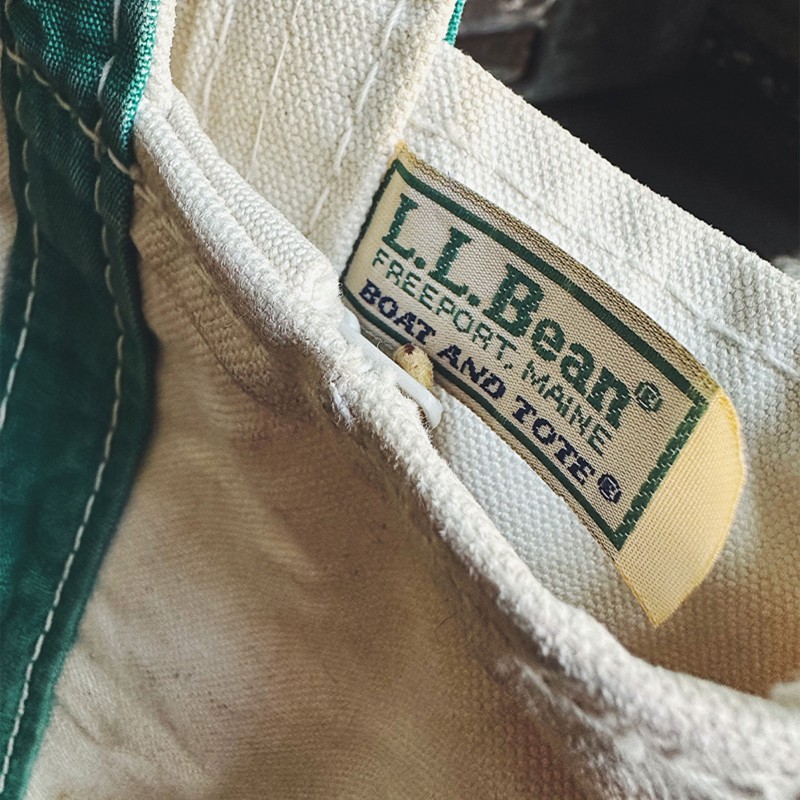 L.L.Bean®
FREEPORT, MAINE
BOAT AND TOTE®